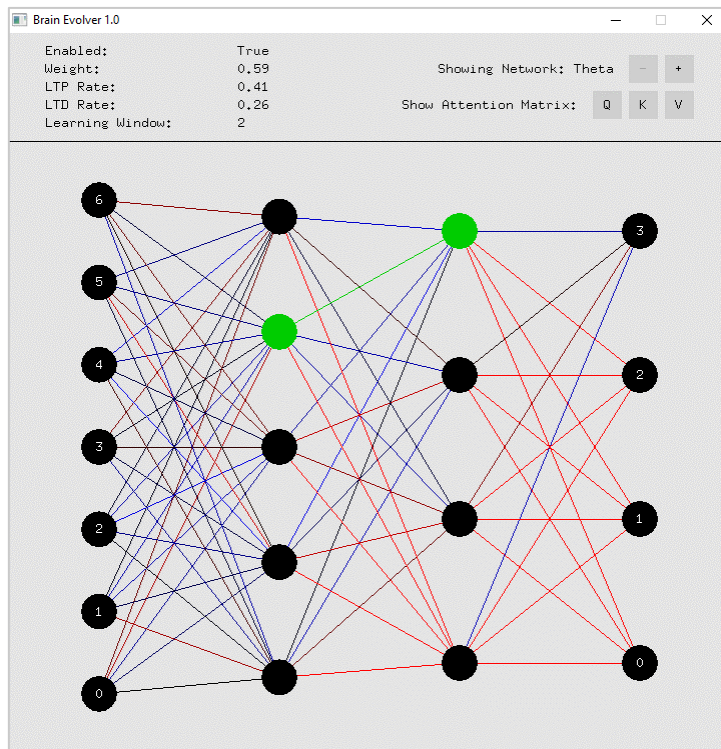 Brain Evolver 1.0
Enabled: True
Weight: 0.59
LTP Rate: 0.41
LTD Rate: 0.26
Learning Window: 2
Showing Network: Theta - +
Show Attention Matrix: Q K V
6
5
4
3
2
1
0
3
2
1
0